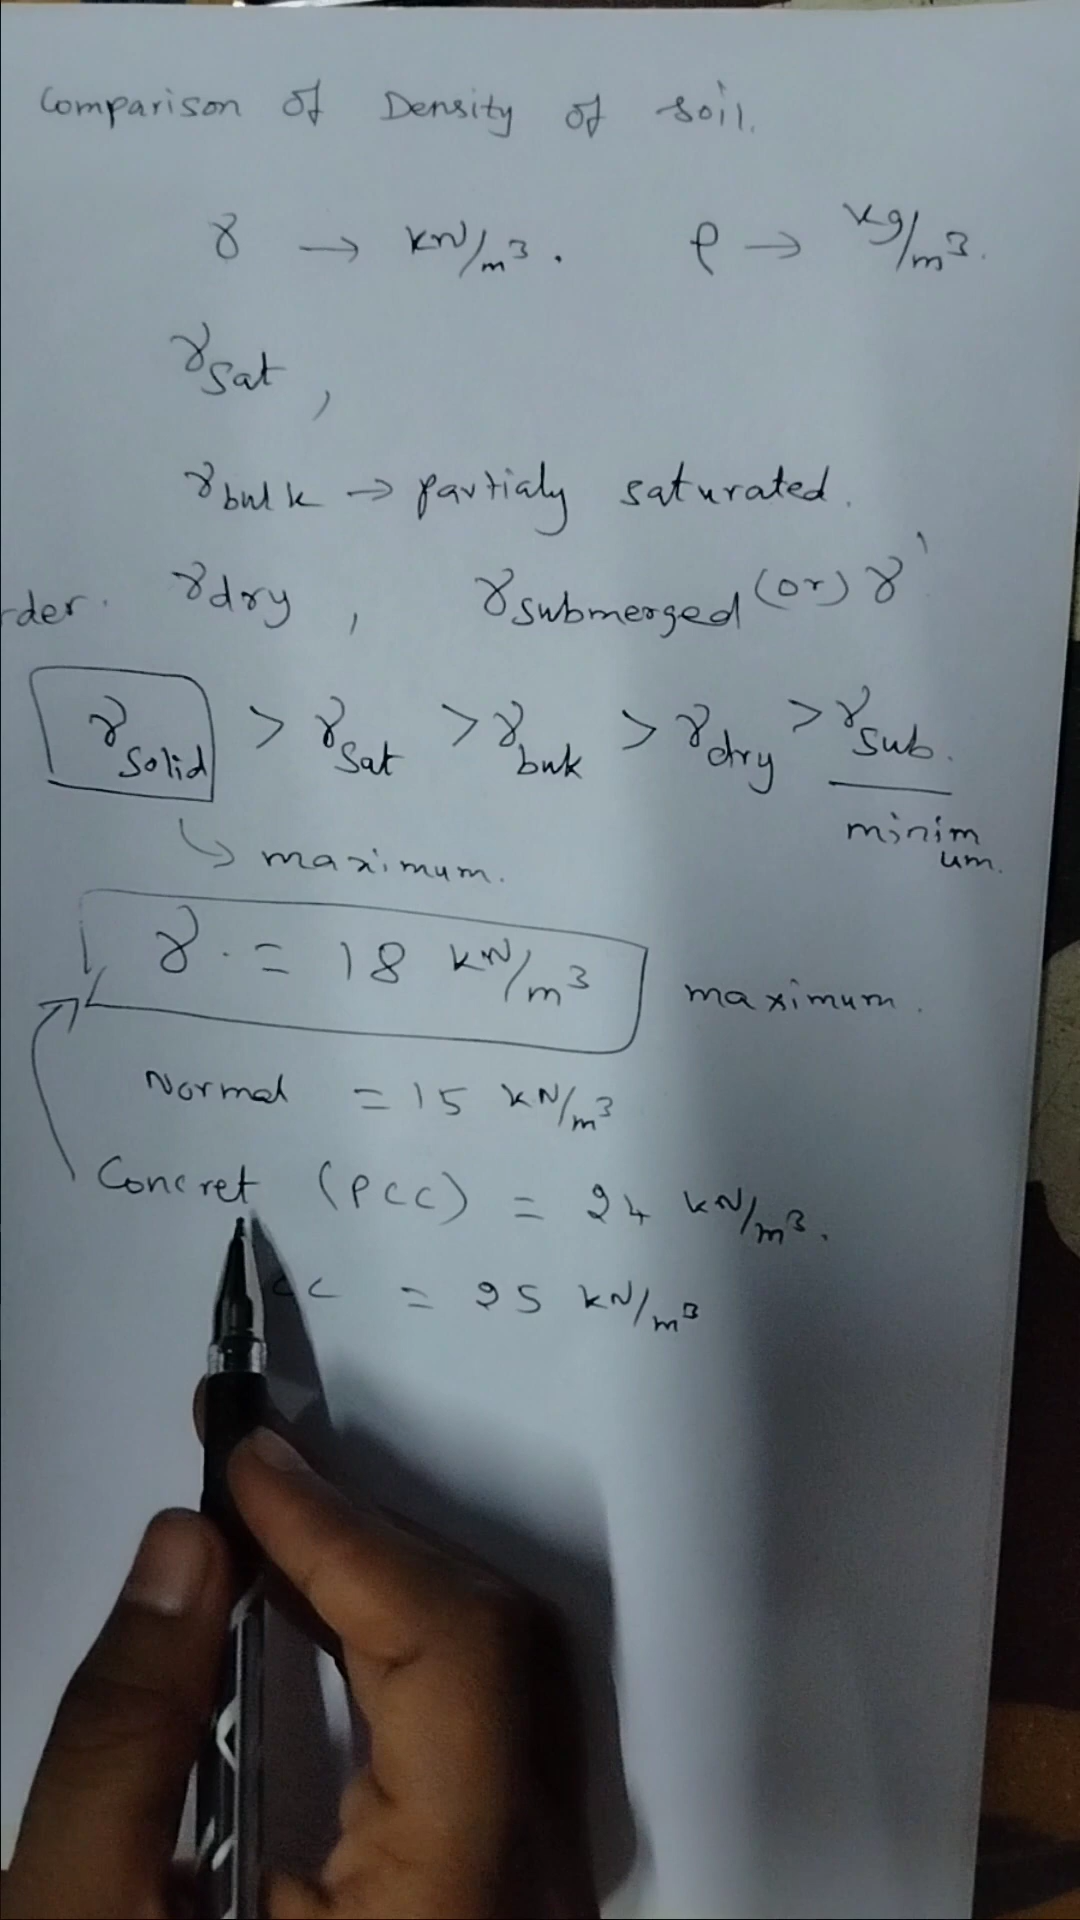 Comparison of Density of soil.
γ → kN/m³. ρ → kg/m³.
γsat ,
γbulk → partialy saturated.
γdry , γsubmerged (or) γ'
γsolid > γsat > γbulk > γdry > γsub.
minimum.
↳ maximum.
γ. = 18 kN/m³ maximum.
Normal = 15 kN/m³
Concret (PCC) = 24 kN/m³.
= 25 kN/m³